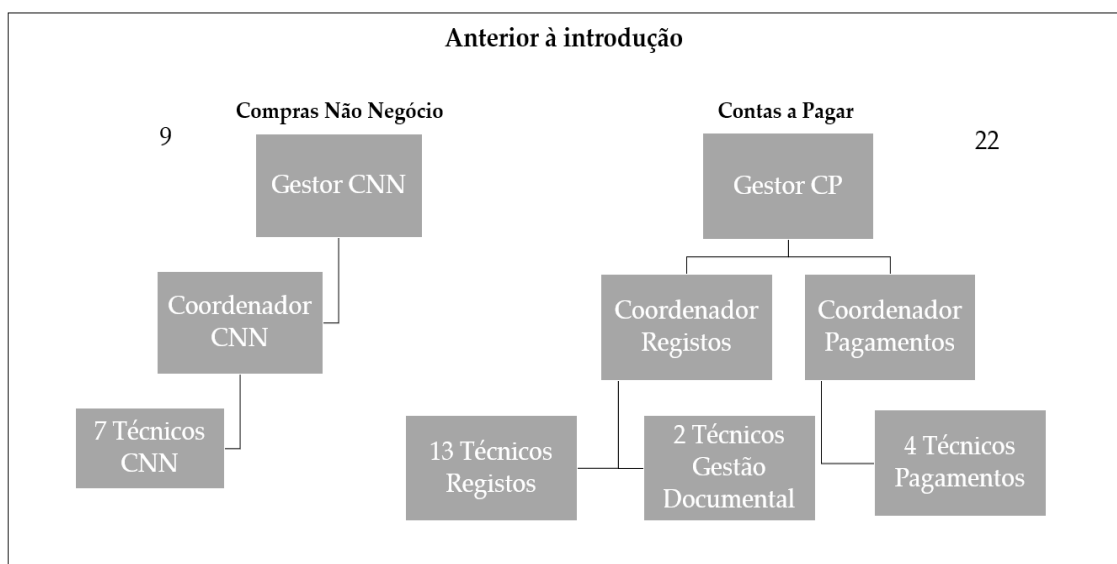 Anterior à introdução
Compras Não Negócio
9
Gestor CNN
Coordenador
CNN
7 Técnicos
CNN
Contas a Pagar
22
Gestor CP
Coordenador
Registos
Coordenador
Pagamentos
13 Técnicos
Registos
2 Técnicos
Gestão
Documental
4 Técnicos
Pagamentos